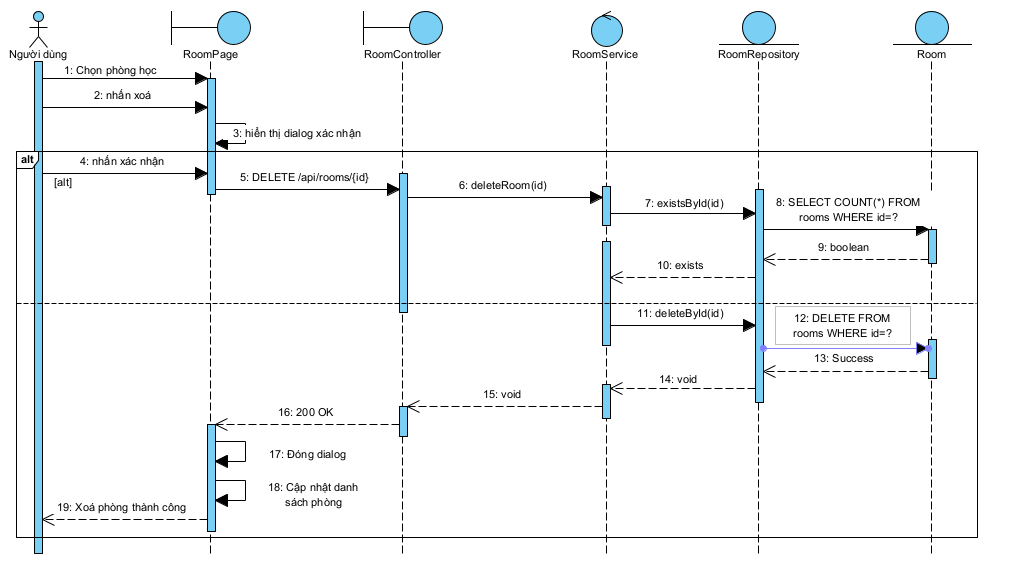 Người dùng
RoomPage
RoomController
RoomService
RoomRepository
Room
1: Chọn phòng học
2: nhấn xoá
3: hiển thị dialog xác nhận
alt
4: nhấn xác nhận
[alt]
5: DELETE /api/rooms/{id}
6: deleteRoom(id)
7: existsById(id)
8: SELECT COUNT(*) FROM
rooms WHERE id=?
9: boolean
10: exists
11: deleteById(id)
12: DELETE FROM
rooms WHERE id=?
13: Success
14: void
15: void
16: 200 OK
17: Đóng dialog
18: Cập nhật danh
sách phòng
19: Xoá phòng thành công